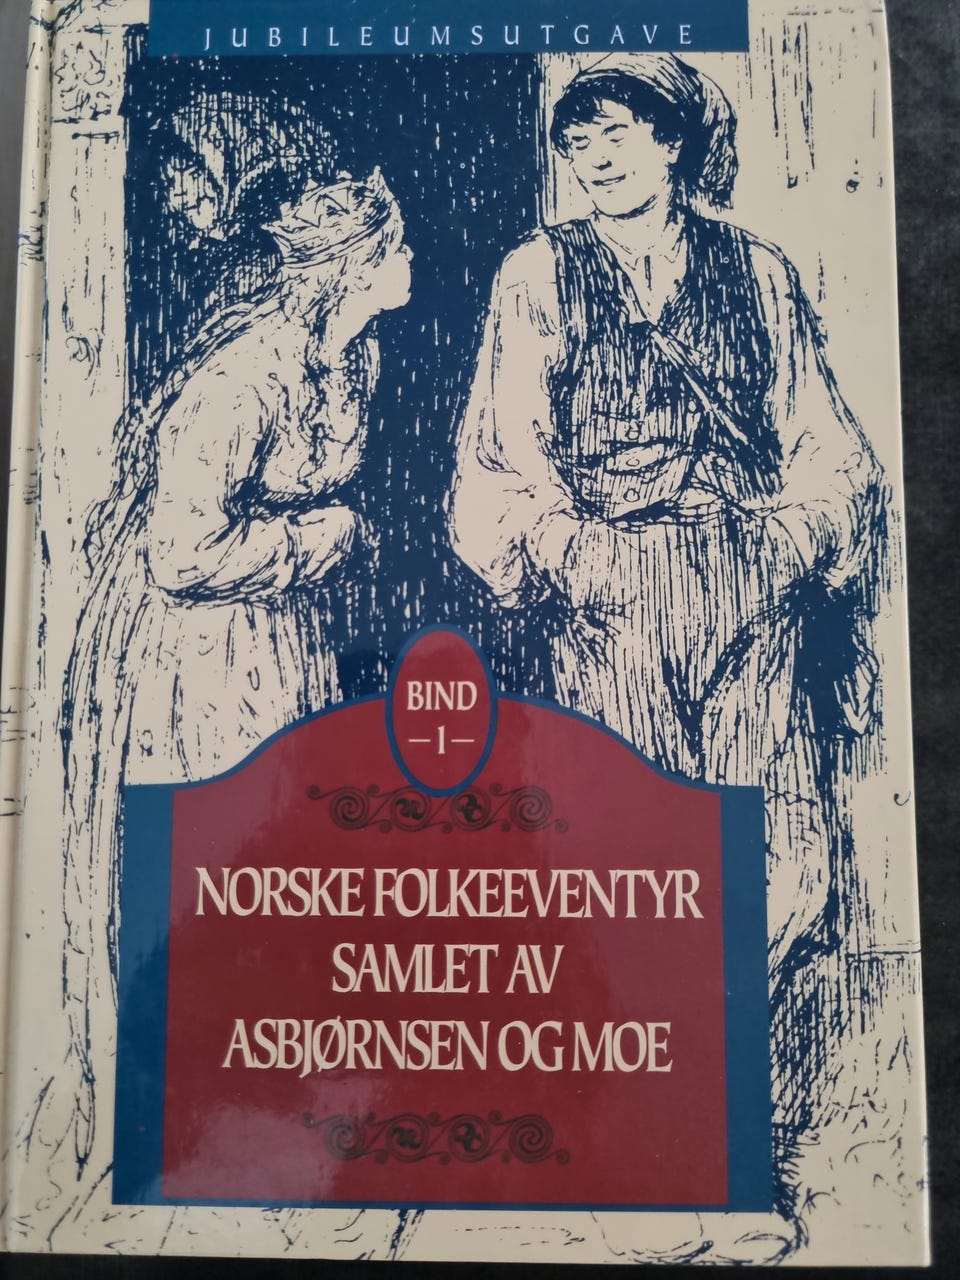 JUBILEUMSUTGAVE
BIND
–1–
NORSKE FOLKEEVENTYR
SAMLET AV
ASBJØRNSEN OG MOE